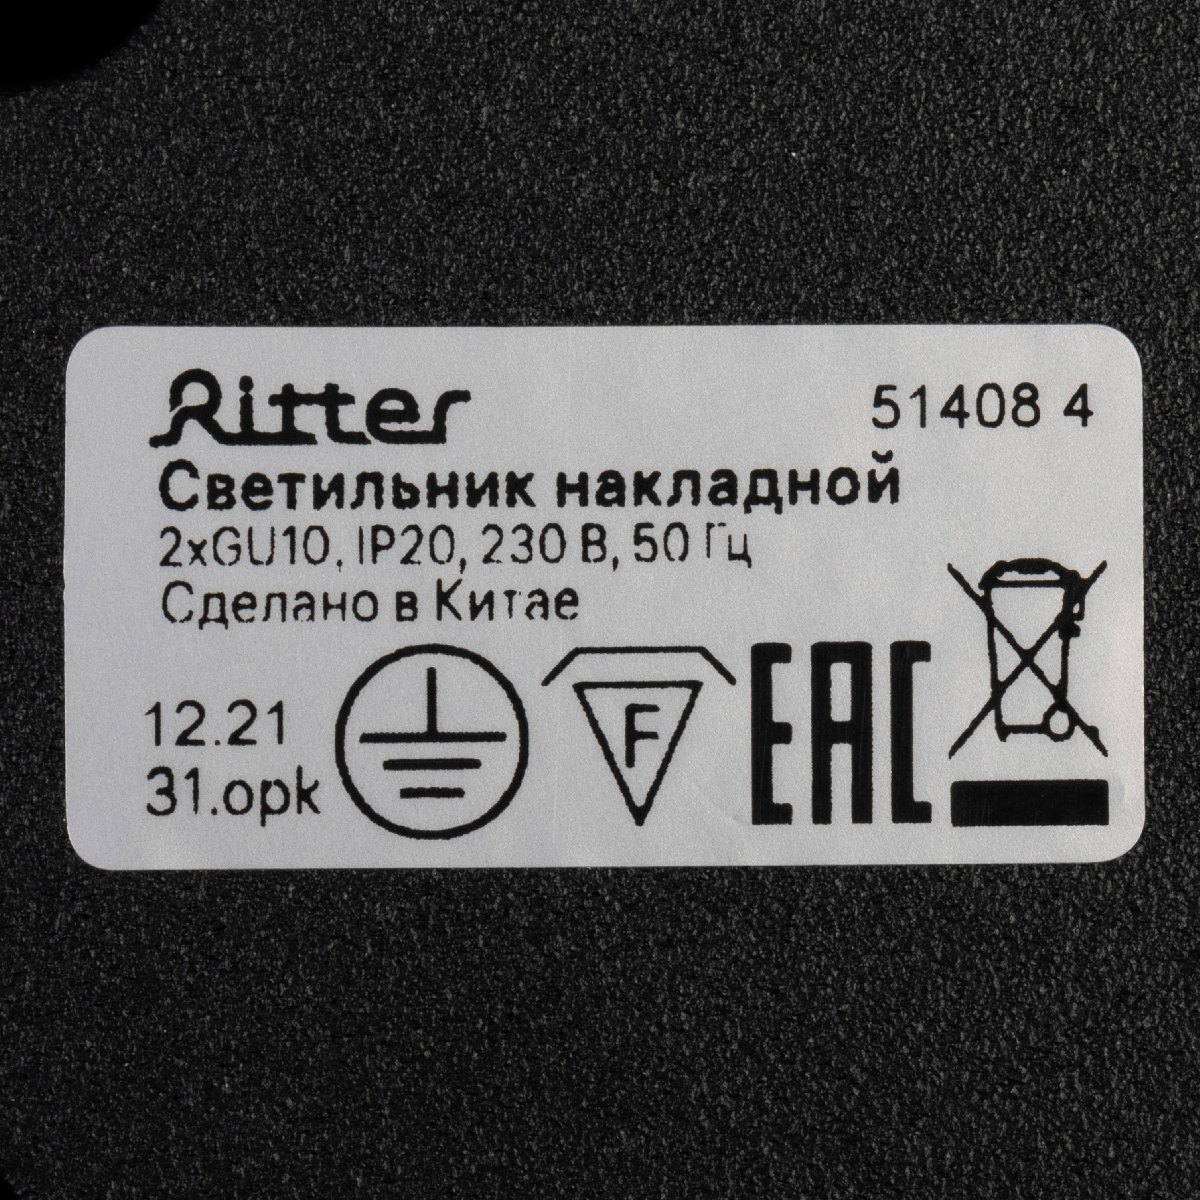 Ritter 51408 4
Светильник накладной
2xGU10, IP20, 230 В, 50 Гц
Сделано в Китае
12.21
31.opk
F
EAC